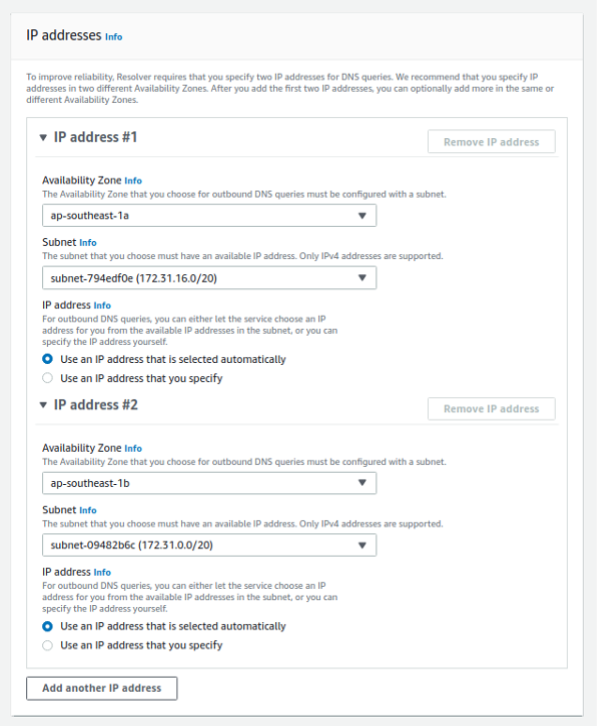 IP addresses Info
To improve reliability, Resolver requires that you specify two IP addresses for DNS queries. We recommend that you specify IP
addresses in two different Availability Zones. After you add the first two IP addresses, you can optionally add more in the same or
different Availability Zones.
IP address #1
Remove IP address
Availability Zone Info
The Availability Zone that you choose for outbound DNS queries must be configured with a subnet.
ap-southeast-1a
Subnet Info
The subnet that you choose must have an available IP address. Only IPv4 addresses are supported.
subnet-794edf0e (172.31.16.0/20)
IP address Info
For outbound DNS queries, you can either let the service choose an IP
address for you from the available IP addresses in the subnet, or you can
specify the IP address yourself.
Use an IP address that is selected automatically
Use an IP address that you specify
IP address #2
Remove IP address
Availability Zone Info
The Availability Zone that you choose for outbound DNS queries must be configured with a subnet.
ap-southeast-1b
Subnet Info
The subnet that you choose must have an available IP address. Only IPv4 addresses are supported.
subnet-09482b6c (172.31.0.0/20)
IP address Info
For outbound DNS queries, you can either let the service choose an IP
address for you from the available IP addresses in the subnet, or you can
specify the IP address yourself.
Use an IP address that is selected automatically
Use an IP address that you specify
Add another IP address